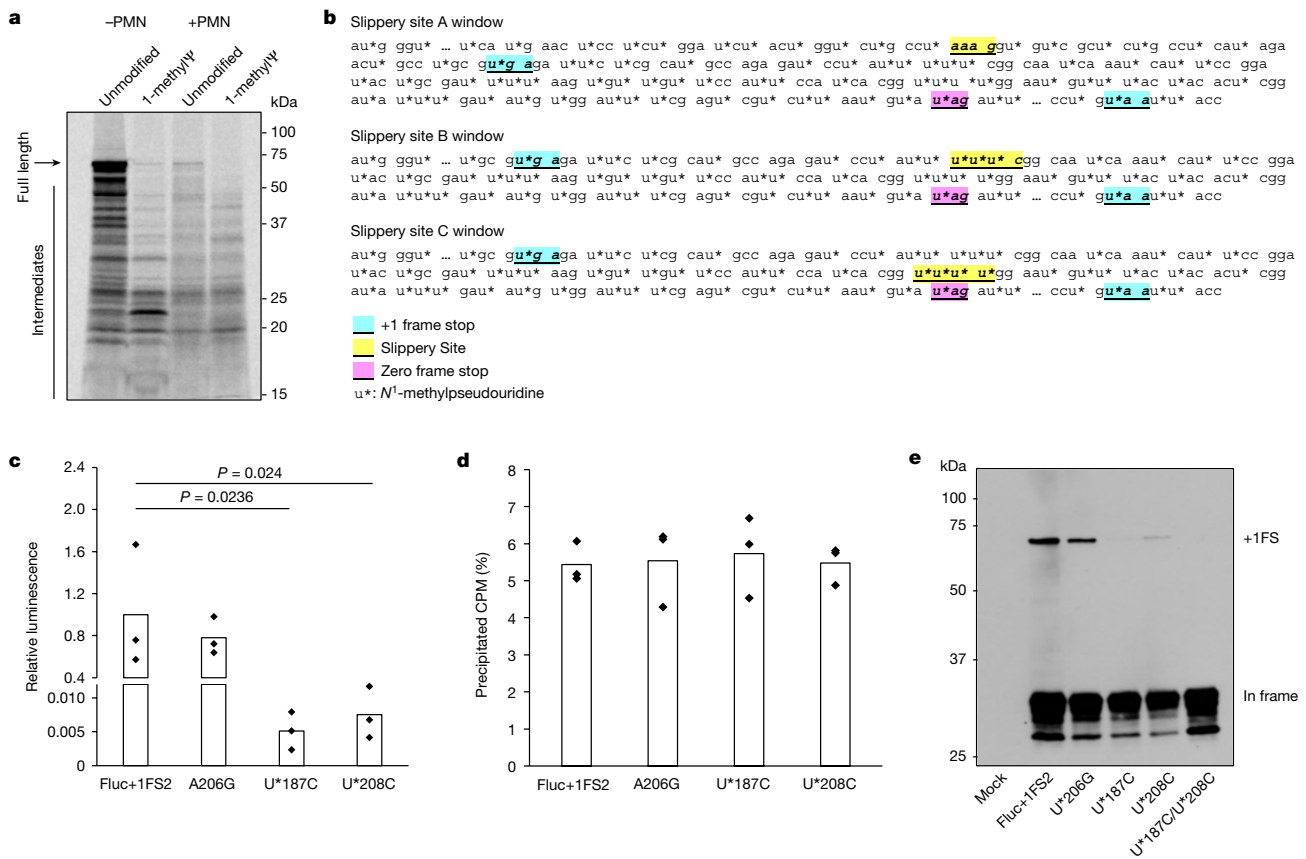 a
–PMN +PMN
Unmodified
1-methylΨ
Unmodified
1-methylΨ
kDa
100
75
50
37
25
20
15
Full length
Intermediates
b
Slippery site A window
au*g ggu* … u*ca u*g aac u*cc u*cu* gga u*cu* acu* ggu cu*g ccu* aaa ggu* gu*c gcu* cu*g ccu* cau* aga
acu* gcc u*gc gu*g aga u*u*c u*cg cau* gcc aga gau* ccu* au*u* u*u*u* cgg caa u*ca aau* cau* u*cc gga
u*ac u*gc gau* u*u*u* aag u*gu* u*gu* u*cc au*u* cca u*ca cgg u*u*u* u*gg aau* gu*u* u*ac u*ac acu* cgg
au*a u*u*u* gau* au*g u*gg au*u* u*cg agu* cgu* cu*u* aau* gu*a u*ag au*u* … ccu* gu*a au*u* acc
Slippery site B window
au*g ggu* … u*gc gu*g aga u*u*c u*cg cau* gcc aga gau* ccu* au*u* u*u*u* cgg caa u*ca aau* cau* u*cc gga
u*ac u*gc gau* u*u*u* aag u*gu* u*gu* u*cc au*u* cca u*ca cgg u*u*u* u*gg aau* gu*u* u*ac u*ac acu* cgg
au*a u*u*u* gau* au*g u*gg au*u* u*cg agu* cgu* cu*u* aau* gu*a u*ag au*u* … ccu* gu*a au*u* acc
Slippery site C window
au*g ggu* … u*gc gu*g aga u*u*c u*cg cau* gcc aga gau* ccu* au*u* u*u*u* cgg caa u*ca aau* cau* u*cc gga
u*ac u*gc gau* u*u*u* aag u*gu* u*gu* u*cc au*u* cca u*ca cgg u*u*u* u*gg aau* gu*u* u*ac u*ac acu* cgg
au*a u*u*u* gau* au*g u*gg au*u* u*cg agu* cgu* cu*u* aau* gu*a u*ag au*u* … ccu* gu*a au*u* acc
+1 frame stop
Slippery Site
Zero frame stop
u*: N1-methylpseudouridine
c
Relative luminescence
2.4
2.0
1.6
1.2
0.8
0.4
0.010
0.005
0
P = 0.024
P = 0.0236
Fluc+1FS2 A206G U*187C U*208C
d
Precipitated CPM (%)
8
7
6
5
4
3
2
1
0
Fluc+1FS2 A206G U*187C U*208C
e
kDa
100
75
50
37
25
+1FS
In frame
Mock
Fluc+1FS2
U*206G
U*187C
U*208C
U*187C/U*208C